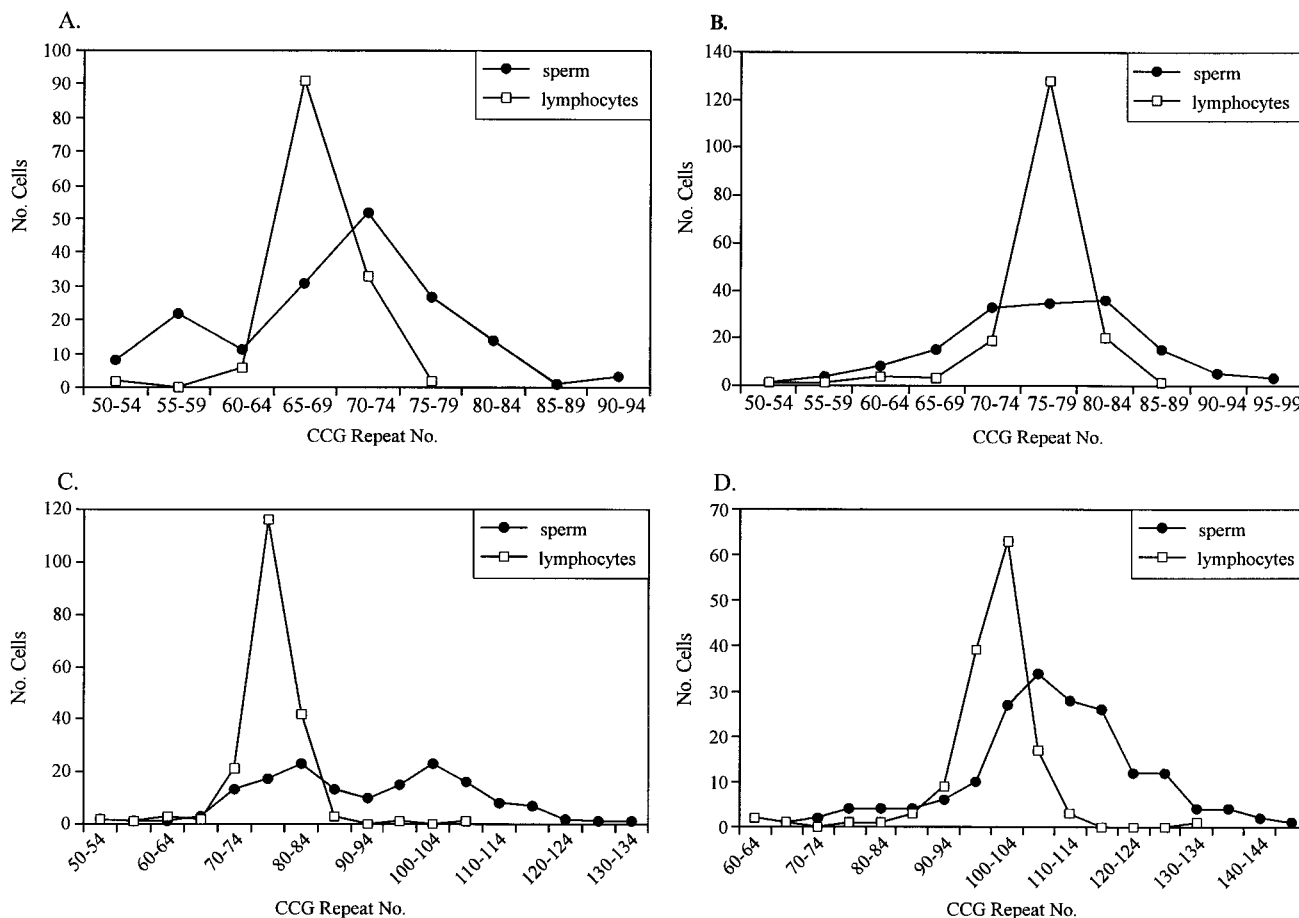 A.
100
90
80
70
60
50
40
30
20
10
0
No. Cells
sperm
lymphocytes
50-54 55-59 60-64 65-69 70-74 75-79 80-84 85-89 90-94
CCG Repeat No.
B.
140
120
100
80
60
40
20
0
No. Cells
sperm
lymphocytes
50-54 55-59 60-64 65-69 70-74 75-79 80-84 85-89 90-94 95-99
CCG Repeat No.
C.
120
100
80
60
40
20
0
No. Cells
sperm
lymphocytes
50-54 60-64 70-74 80-84 90-94 100-104 110-114 120-124 130-134
CCG Repeat No.
D.
70
60
50
40
30
20
10
0
No. Cells
sperm
lymphocytes
60-64 70-74 80-84 90-94 100-104 110-114 120-124 130-134 140-144
CCG Repeat No.